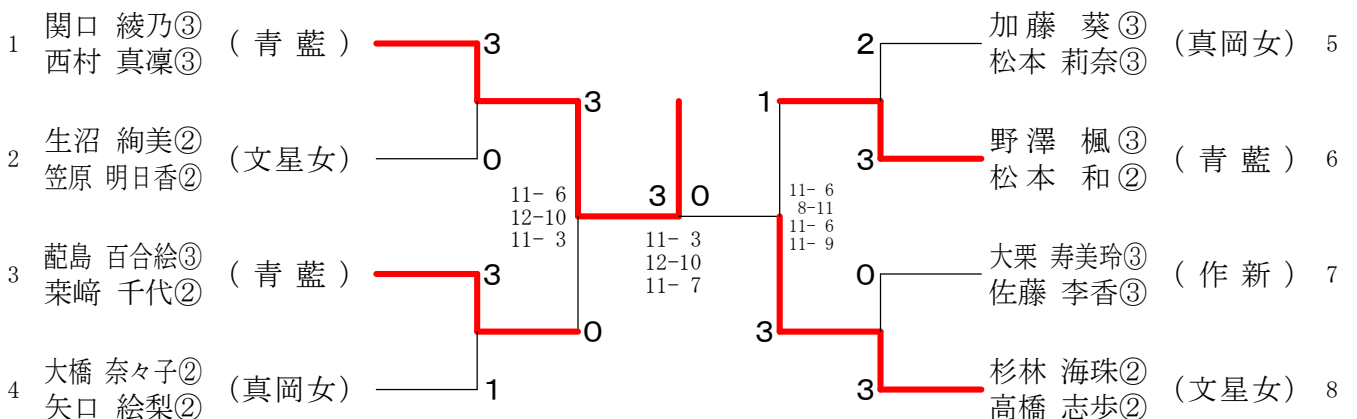 1 関口 綾乃③ (青藍) 3
西村 真凜③
2 生沼 絢美② (文星女) 0
笠原 明日香②
3 蓜島 百合絵③ (青藍) 3
栗﨑 千代②
4 大橋 奈々子② (真岡女) 1
矢口 絵梨②
3
11- 6
12-10
11- 3
0
3 0
11- 3
12-10
11- 7
1
11- 6
8-11
11- 6
11- 9
3
2 加藤 葵③ (真岡女) 5
松本 莉奈③
3 野澤 楓③ (青藍) 6
松本 和②
0 大栗 寿美玲③ (作新) 7
佐藤 李香③
3 杉林 海珠② (文星女) 8
高橋 志歩②